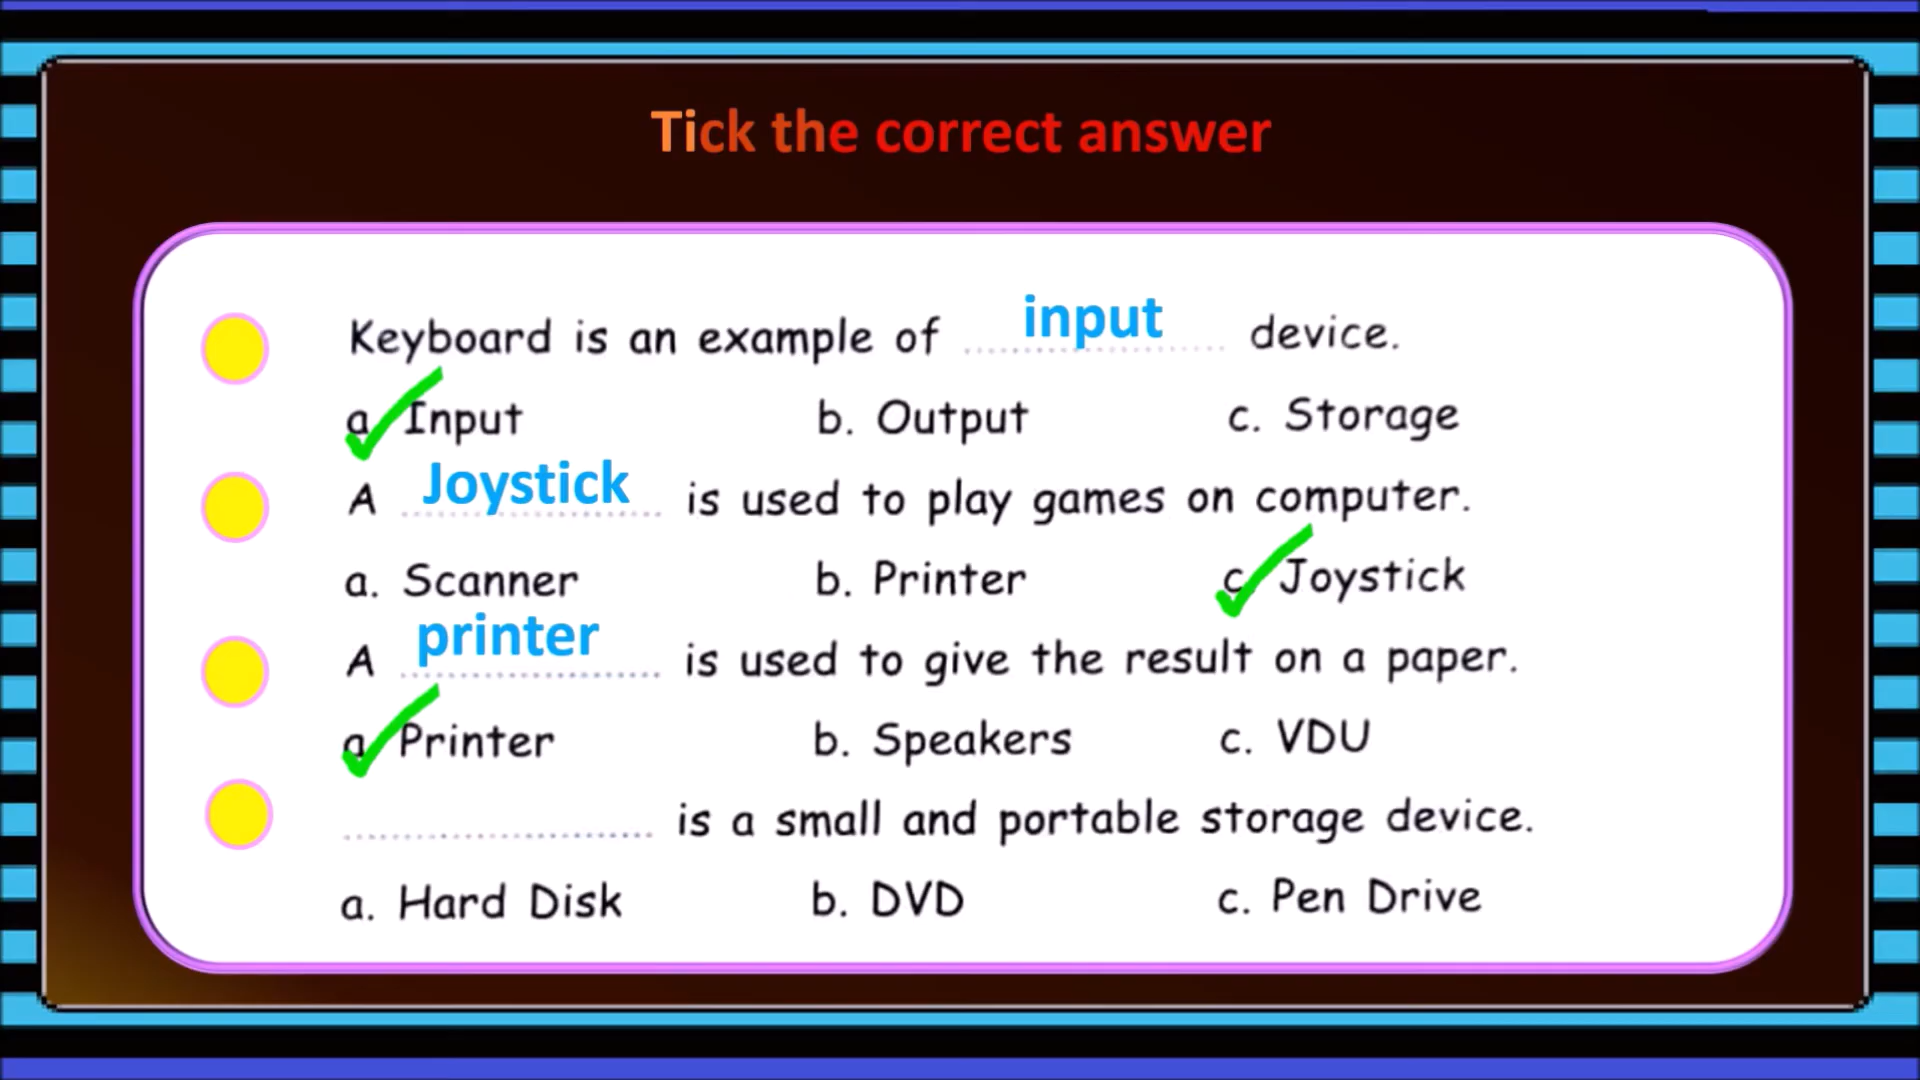 Tick the correct answer
Keyboard is an example of input device.
a. Input b. Output c. Storage
A Joystick is used to play games on computer.
a. Scanner b. Printer c. Joystick
A printer is used to give the result on a paper.
a. Printer b. Speakers c. VDU
is a small and portable storage device.
a. Hard Disk b. DVD c. Pen Drive